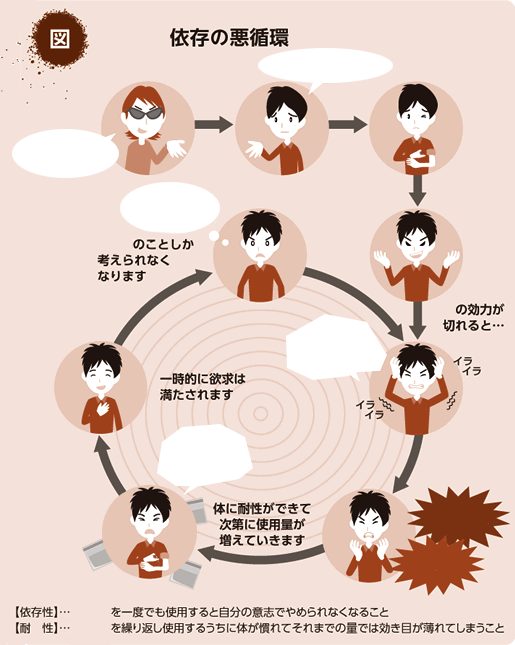 図
依存の悪循環
のことしか
考えられなく
なります
の効力が
切れると…
イラ
イラ
イラ
イラ
一時的に欲求は
満たされます
体に耐性ができて
次第に使用量が
増えていきます
【依存性】… を一度でも使用すると自分の意志でやめられなくなること
【耐　性】… を繰り返し使用するうちに体が慣れてそれまでの量では効き目が薄れてしまうこと